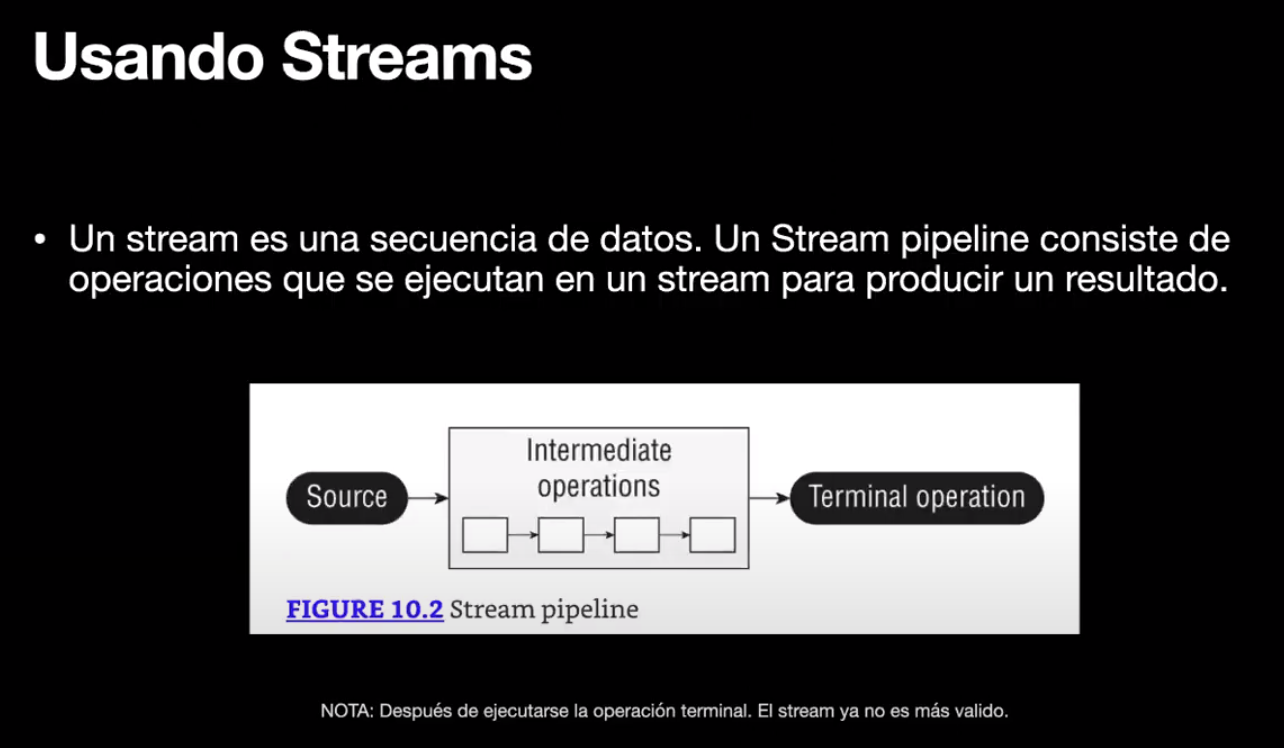 Usando Streams
• Un stream es una secuencia de datos. Un Stream pipeline consiste de
operaciones que se ejecutan en un stream para producir un resultado.
Intermediate
operations
Source
Terminal operation
FIGURE 10.2 Stream pipeline
NOTA: Después de ejecutarse la operación terminal. El stream ya no es más valido.